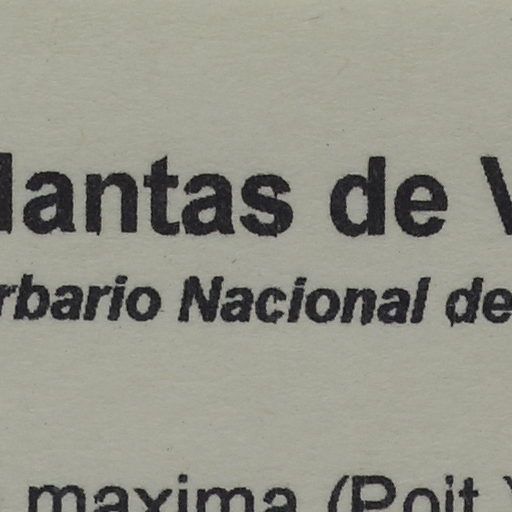 lantas de V
rbario Nacional de
maxima (Poit.)